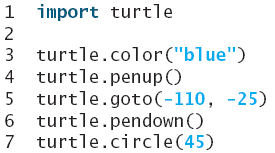 1 import turtle
2
3 turtle.color("blue")
4 turtle.penup()
5 turtle.goto(-110, -25)
6 turtle.pendown()
7 turtle.circle(45)